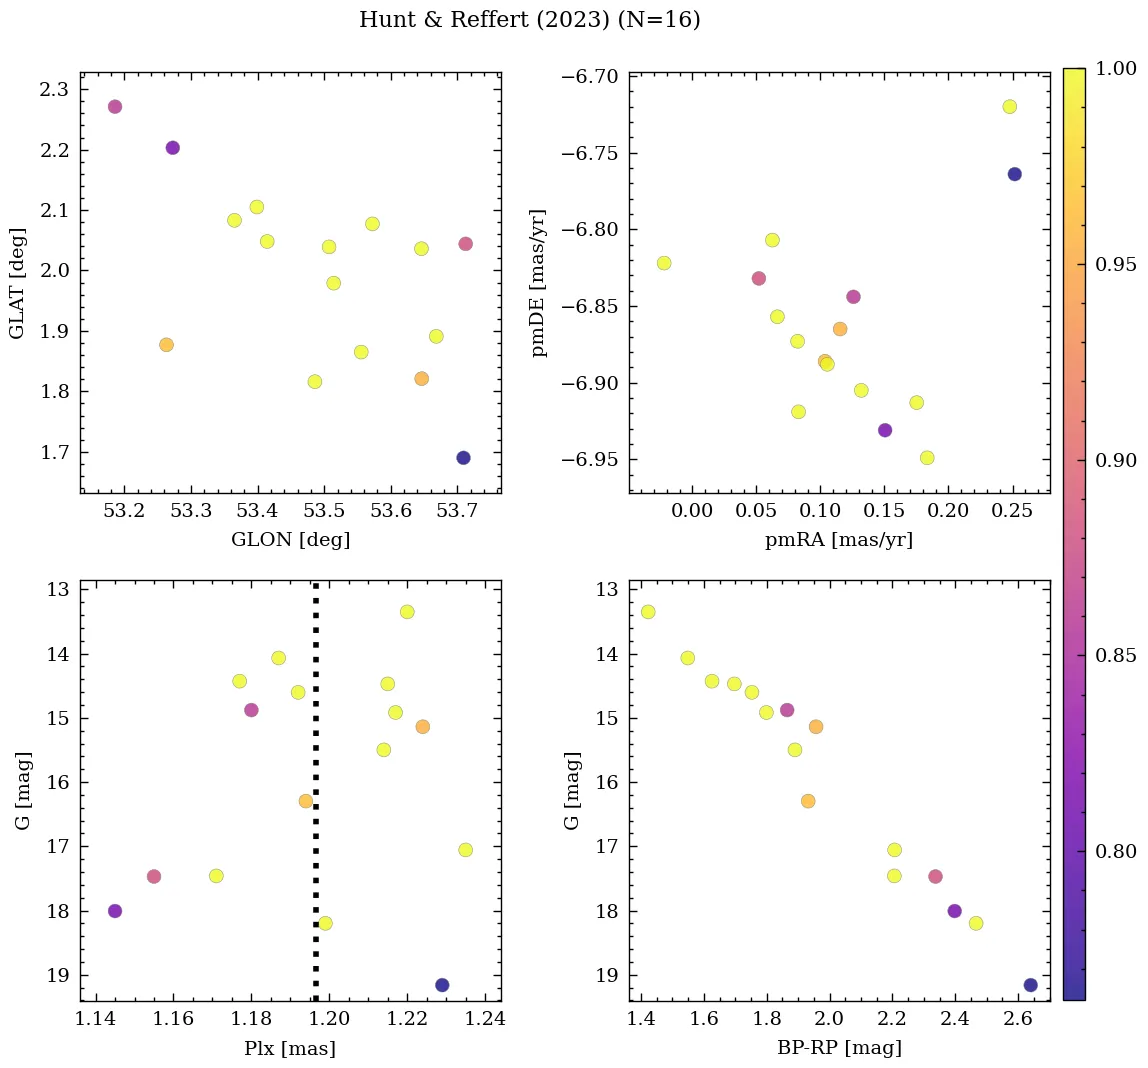 Hunt & Reffert (2023) (N=16)
2.3
2.2
2.1
2.0
1.9
1.8
1.7
GLAT [deg]
53.2 53.3 53.4 53.5 53.6 53.7
GLON [deg]
−6.70
−6.75
−6.80
−6.85
−6.90
−6.95
pmDE [mas/yr]
0.00 0.05 0.10 0.15 0.20 0.25
pmRA [mas/yr]
13
14
15
16
17
18
19
G [mag]
1.14 1.16 1.18 1.20 1.22 1.24
Plx [mas]
13
14
15
16
17
18
19
G [mag]
1.4 1.6 1.8 2.0 2.2 2.4 2.6
BP-RP [mag]
1.00
0.95
0.90
0.85
0.80